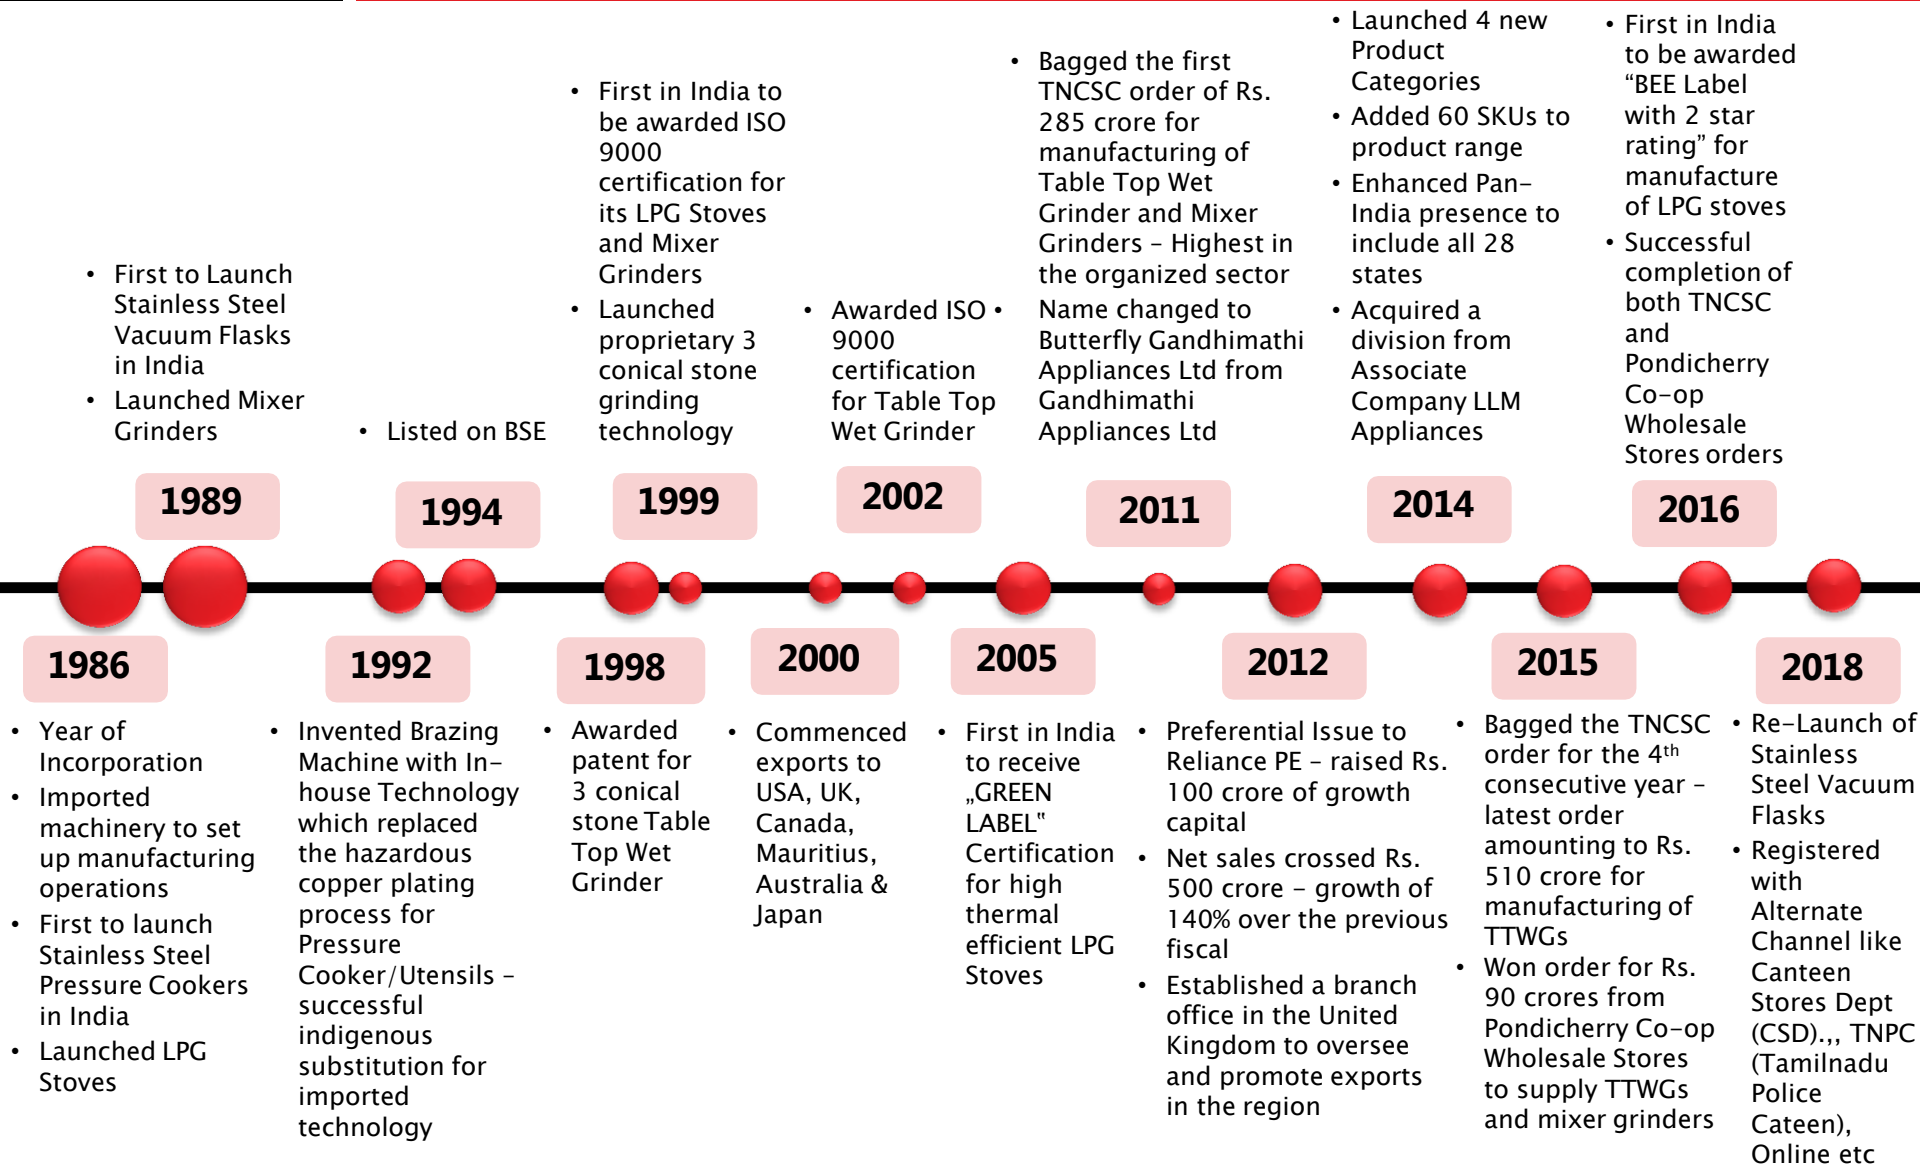 • First to Launch
Stainless Steel
Vacuum Flasks
in India
• Launched Mixer
Grinders
1989
• Listed on BSE
1994
• First in India to
be awarded ISO
9000
certification for
its LPG Stoves
and Mixer
Grinders
• Launched
proprietary 3
conical stone
grinding
technology
1999
• Awarded ISO
9000
certification
for Table Top
Wet Grinder
2002
• Bagged the first
TNCSC order of Rs.
285 crore for
manufacturing of
Table Top Wet
Grinder and Mixer
Grinders – Highest in
the organized sector
• Name changed to
Butterfly Gandhimathi
Appliances Ltd from
Gandhimathi
Appliances Ltd
2011
• Launched 4 new
Product
Categories
• Added 60 SKUs to
product range
• Enhanced Pan-
India presence to
include all 28
states
• Acquired a
division from
Associate
Company LLM
Appliances
2014
• First in India
to be awarded
“BEE Label
with 2 star
rating” for
manufacture
of LPG stoves
• Successful
completion of
both TNCSC
and
Pondicherry
Co-op
Wholesale
Stores orders
2016
1986
• Year of
Incorporation
• Imported
machinery to set
up manufacturing
operations
• First to launch
Stainless Steel
Pressure Cookers
in India
• Launched LPG
Stoves
1992
• Invented Brazing
Machine with In-
house Technology
which replaced
the hazardous
copper plating
process for
Pressure
Cooker/Utensils –
successful
indigenous
substitution for
imported
technology
1998
• Awarded
patent for
3 conical
stone Table
Top Wet
Grinder
2000
• Commenced
exports to
USA, UK,
Canada,
Mauritius,
Australia &
Japan
2005
• First in India
to receive
„GREEN
LABEL‟
Certification
for high
thermal
efficient LPG
Stoves
2012
• Preferential Issue to
Reliance PE – raised Rs.
100 crore of growth
capital
• Net sales crossed Rs.
500 crore – growth of
140% over the previous
fiscal
• Established a branch
office in the United
Kingdom to oversee
and promote exports
in the region
2015
• Bagged the TNCSC
order for the 4th
consecutive year –
latest order
amounting to Rs.
510 crore for
manufacturing of
TTWGs
• Won order for Rs.
90 crores from
Pondicherry Co-op
Wholesale Stores
to supply TTWGs
and mixer grinders
2018
• Re-Launch of
Stainless
Steel Vacuum
Flasks
• Registered
with
Alternate
Channel like
Canteen
Stores Dept
(CSD).,, TNPC
(Tamilnadu
Police
Cateen),
Online etc